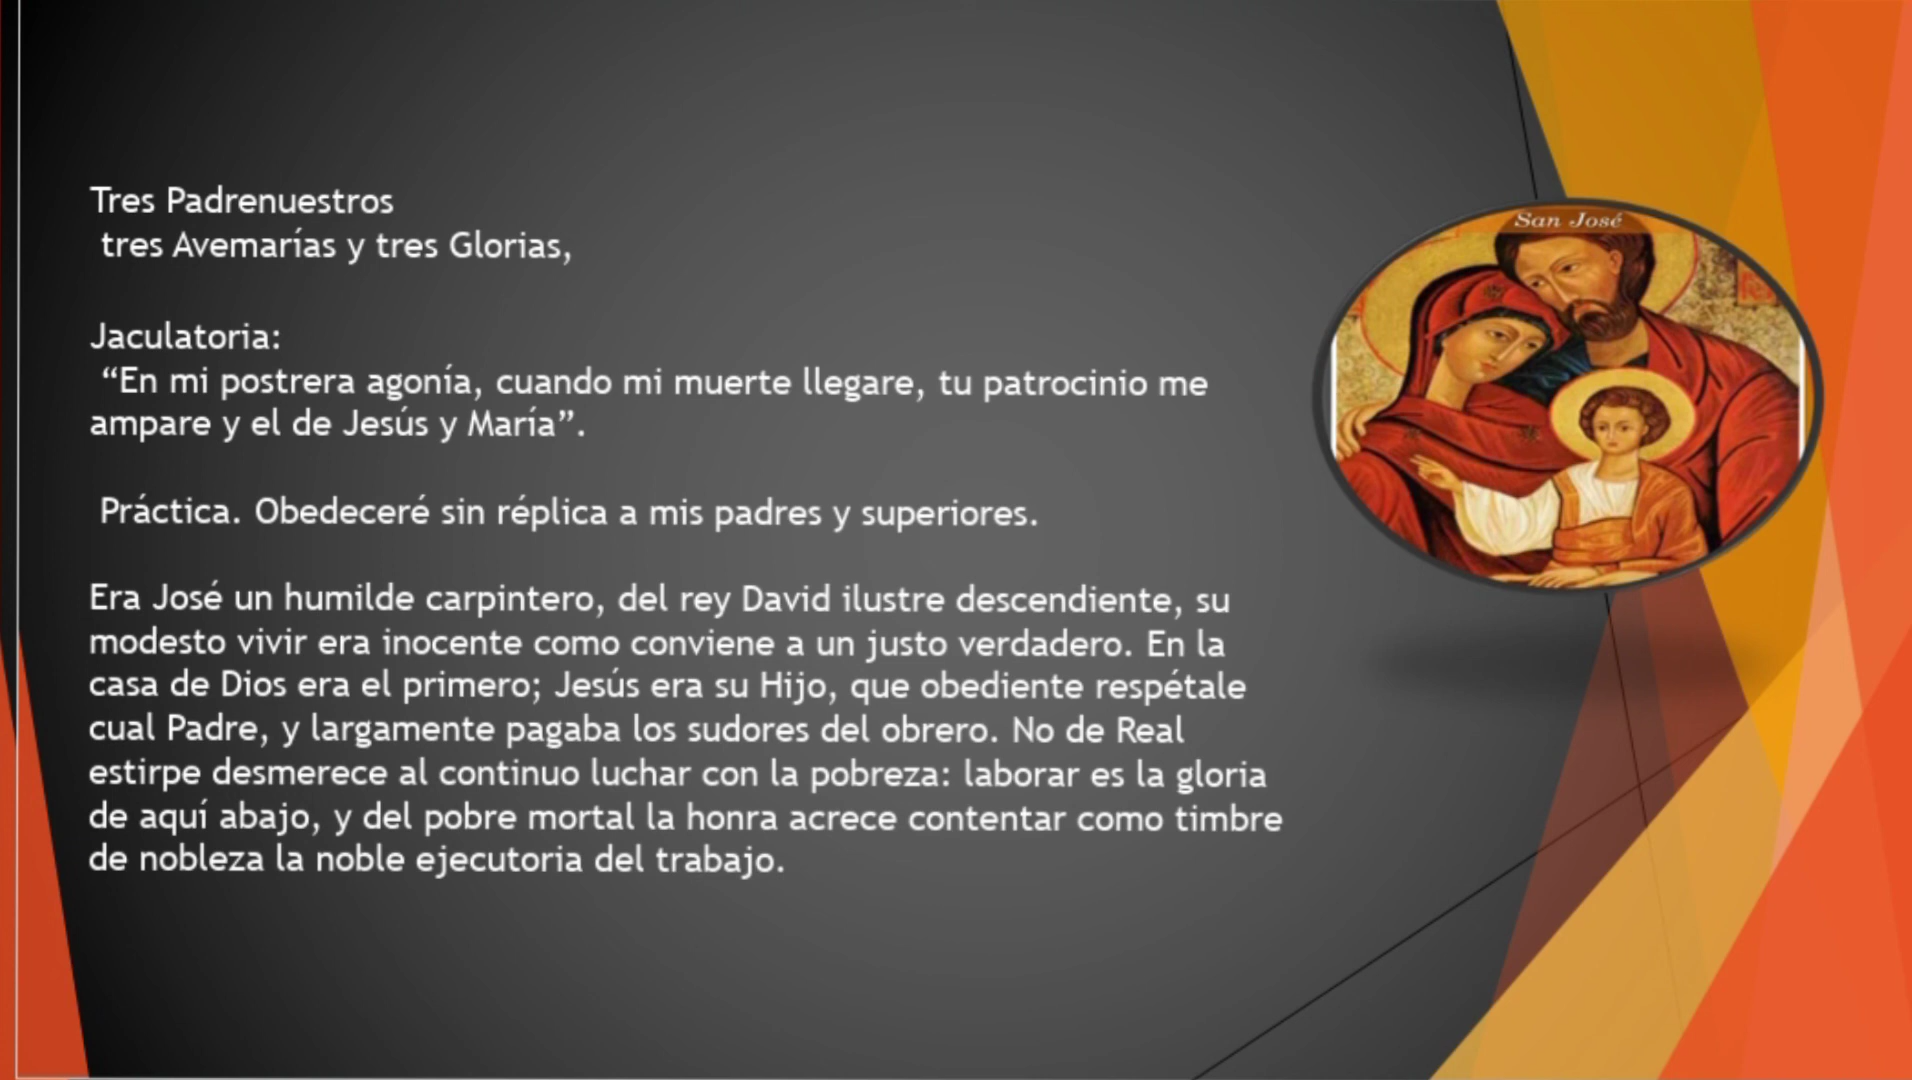 Tres Padrenuestros
tres Avemarías y tres Glorias,
Jaculatoria:
“En mi postrera agonía, cuando mi muerte llegare, tu patrocinio me
ampare y el de Jesús y María”.
Práctica. Obedeceré sin réplica a mis padres y superiores.
Era José un humilde carpintero, del rey David ilustre descendiente, su
modesto vivir era inocente como conviene a un justo verdadero. En la
casa de Dios era el primero; Jesús era su Hijo, que obediente respétale
cual Padre, y largamente pagaba los sudores del obrero. No de Real
estirpe desmerece al continuo luchar con la pobreza: laborar es la gloria
de aquí abajo, y del pobre mortal la honra acrece contentar como timbre
de nobleza la noble ejecutoria del trabajo.
San José